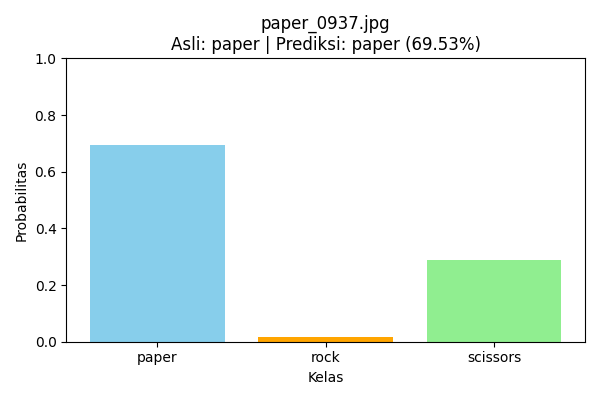 paper_0937.jpg
Asli: paper | Prediksi: paper (69.53%)
1.0
0.8
0.6
0.4
0.2
0.0
Probabilitas
paper
rock
scissors
Kelas